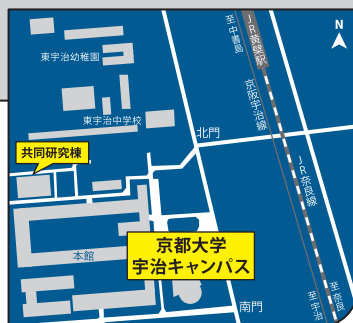 至中書島
JR黄檗駅
N
東宇治幼稚園
京阪宇治線
東宇治中学校
北門
共同研究棟
JR奈良線
京都大学
宇治キャンパス
本館
至宇治
至奈良
南門